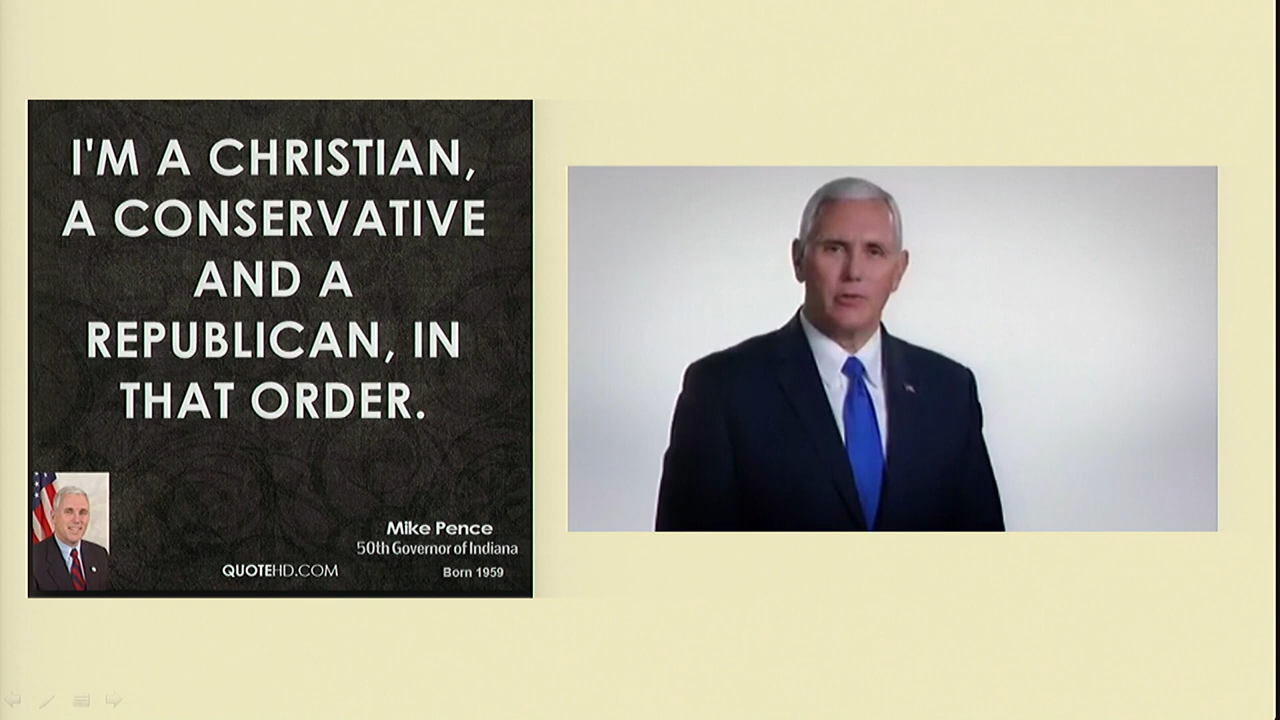 I'M A CHRISTIAN,
A CONSERVATIVE
AND A
REPUBLICAN, IN
THAT ORDER.
Mike Pence
50th Governor of Indiana
QUOTEHD.COM
Born 1959